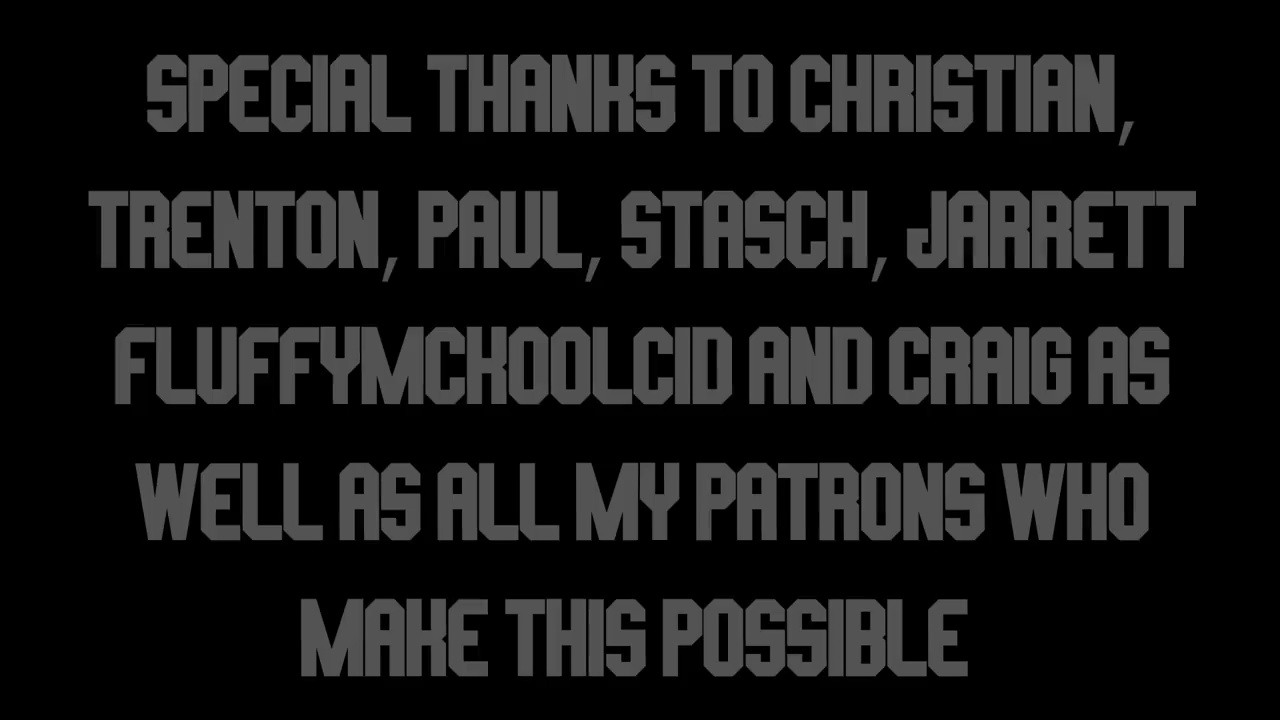 SPECIAL THANKS TO CHRISTIAN,
TRENTON, PAUL, STASCH, JARRETT
FLUFFYMCKOOLCID AND CRAIG AS
WELL AS ALL MY PATRONS WHO
MAKE THIS POSSIBLE